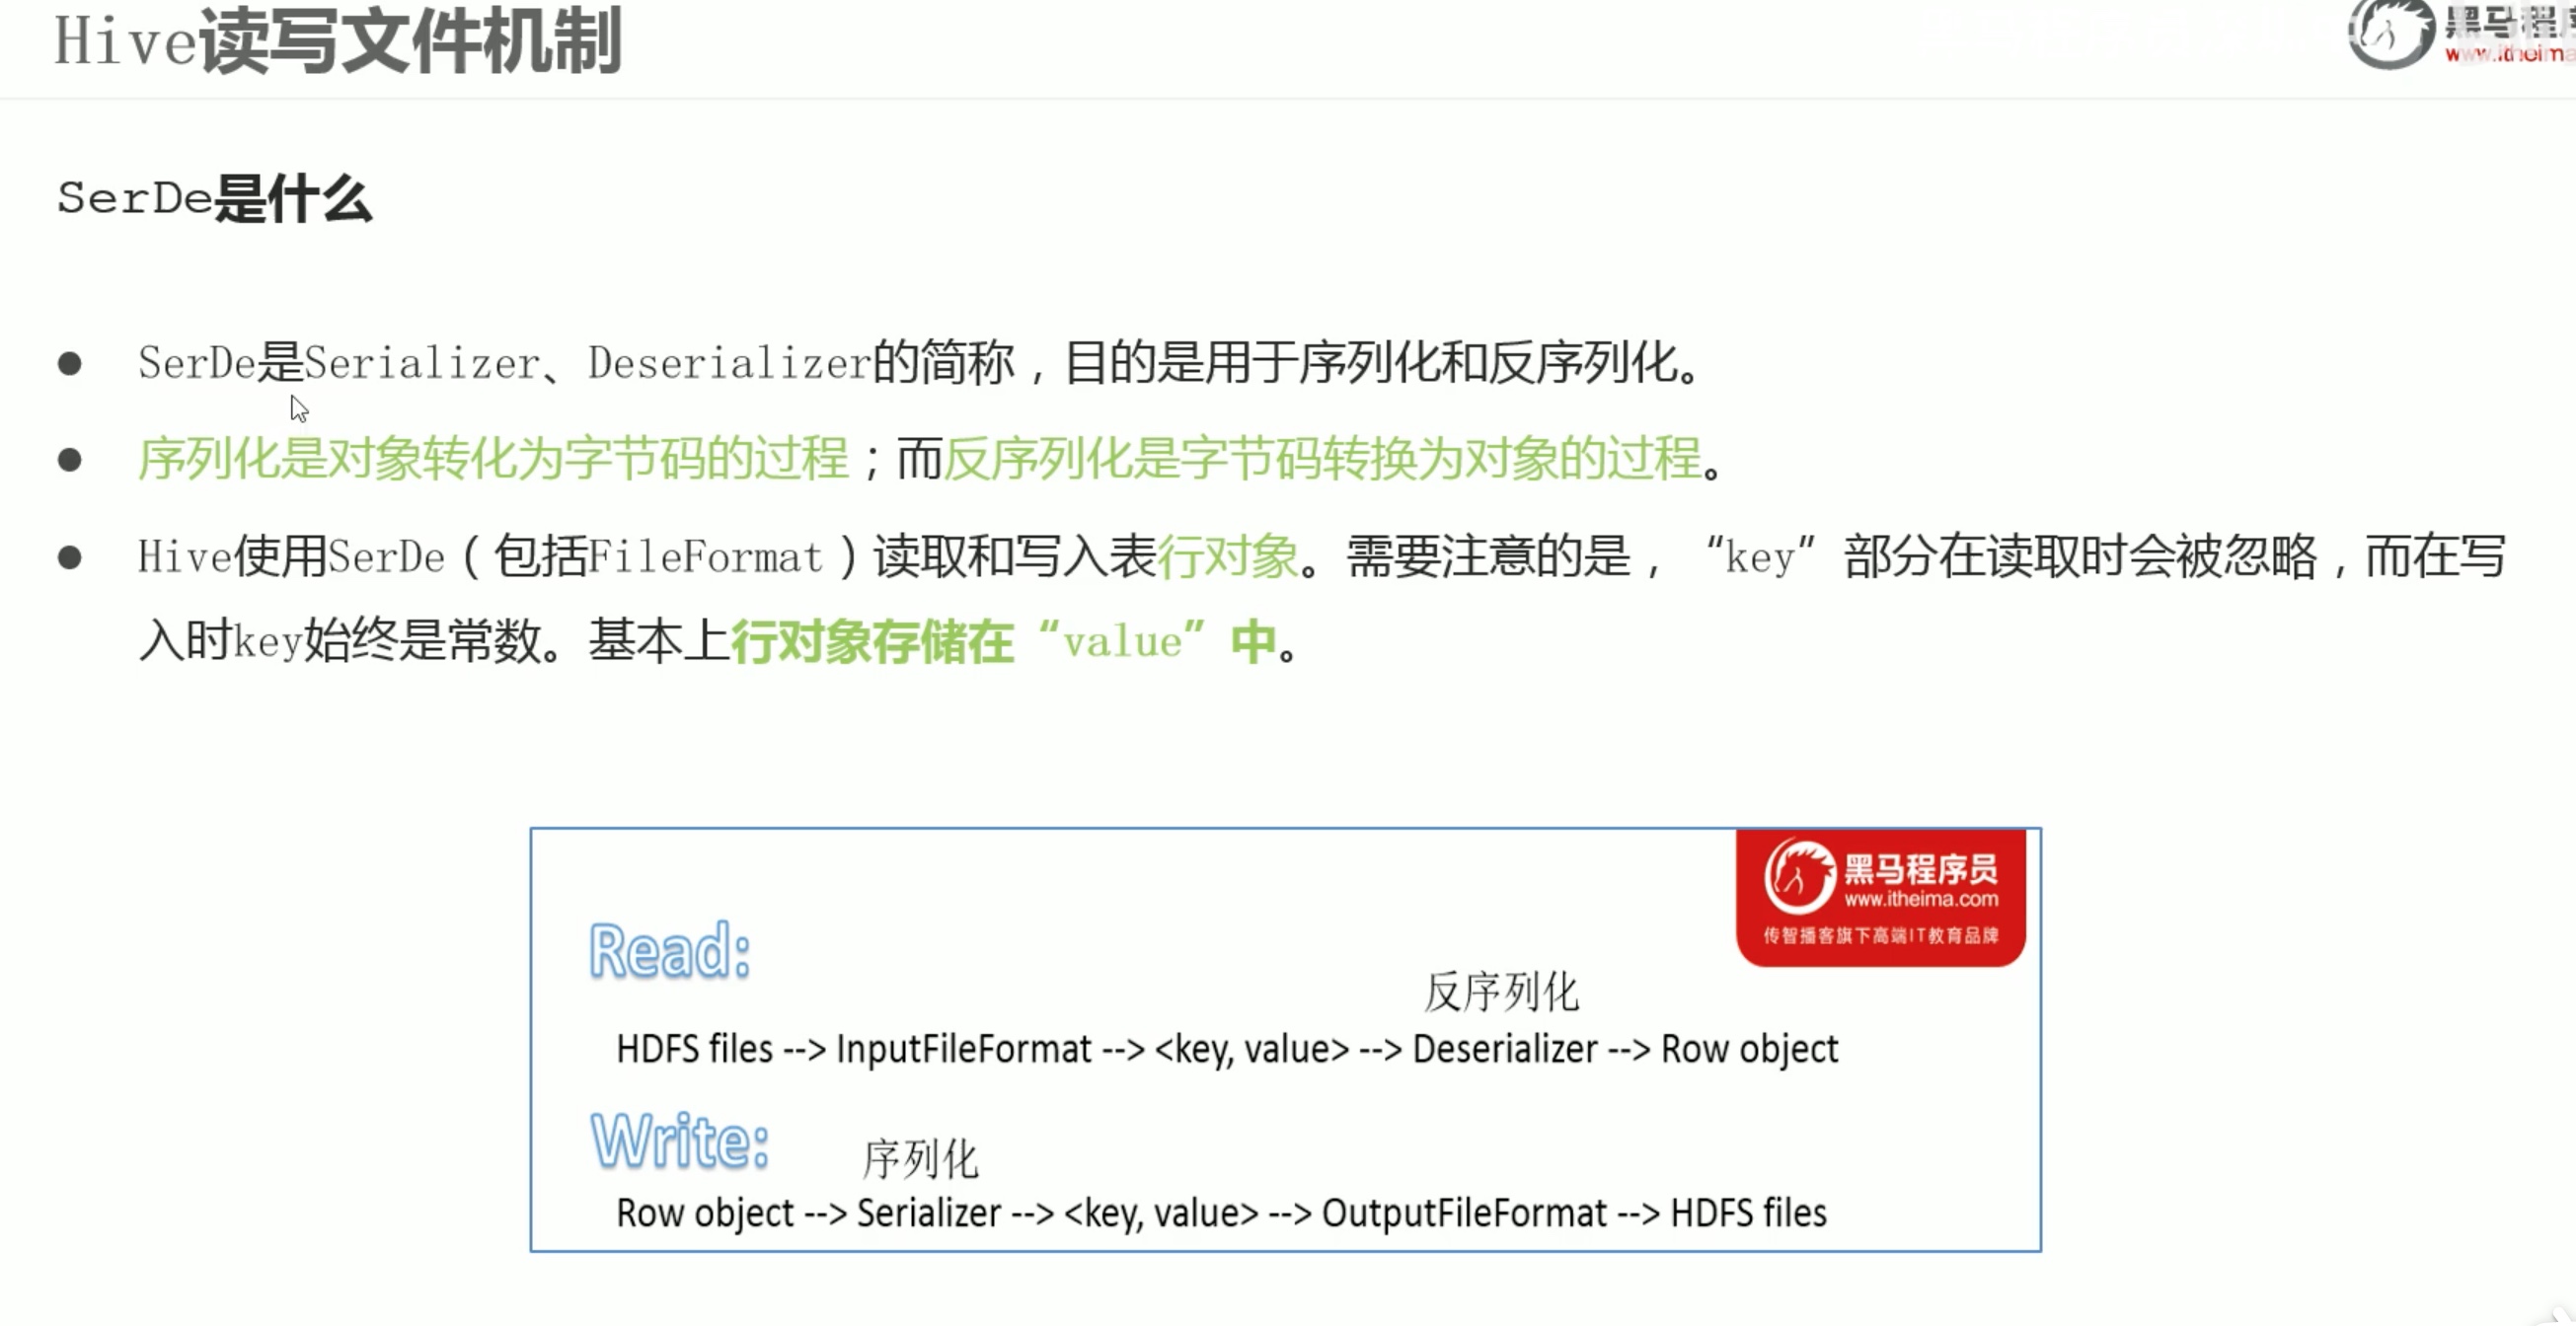 Hive读写文件机制
SerDe是什么
● SerDe是Serializer、Deserializer的简称，目的是用于序列化和反序列化。
● 序列化是对象转化为字节码的过程；而反序列化是字节码转换为对象的过程。
● Hive使用SerDe（包括FileFormat）读取和写入表行对象。需要注意的是，“key”部分在读取时会被忽略，而在写
入时key始终是常数。基本上行对象存储在“value”中。
黑马程序员
www.itheima.com
传智播客旗下高端IT教育品牌
Read:
反序列化
HDFS files --> InputFileFormat --> <key, value> --> Deserializer --> Row object
Write:
序列化
Row object --> Serializer --> <key, value> --> OutputFileFormat --> HDFS files